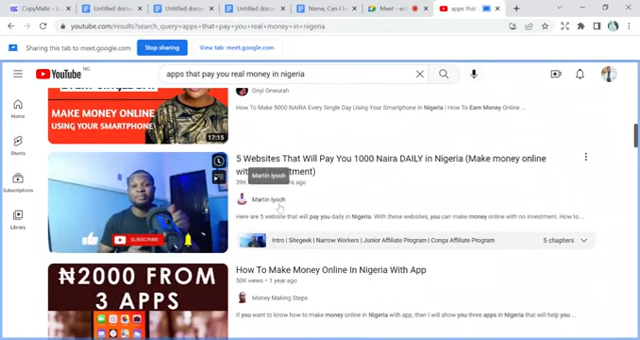 CopyMatic - L
Untitled docum
Untitled docum
Untitled docum
Name, Can I b
Meet - 
apps that p
youtube.com/results?search_query=apps+that+pay+you+real+money+in+nigeria
Sharing this tab to meet.google.com
Stop sharing
View tab: meet.google.com
YouTube NG
apps that pay you real money in nigeria
Home
Shorts
Subscriptions
Library
MAKE MONEY ONLINE
USING YOUR SMARTPHONE
17:15
Onyi Onwurah
How To Make 5000 NAIRA Every Single Day Using Your Smartphone In Nigeria | How To Earn Money Online ...
SUBSCRIBE
5 Websites That Will Pay You 1000 Naira DAILY in Nigeria (Make money online
Martin Iyooh
Martin Iyooh
Here are 5 website that will pay you daily in Nigeria. With these websites, you can make money online with no investment. How to ...
Intro | Sitegeek | Narrow Workers | Junior Affiliate Program | Conga Affiliate Program
5 chapters
₦2000 FROM
3 APPS
How To Make Money Online In Nigeria With App
50K views • 1 year ago
Money Making Steps
If you want to know how to make money online in Nigeria with app, then I will show you three apps in Nigeria that will help you ...